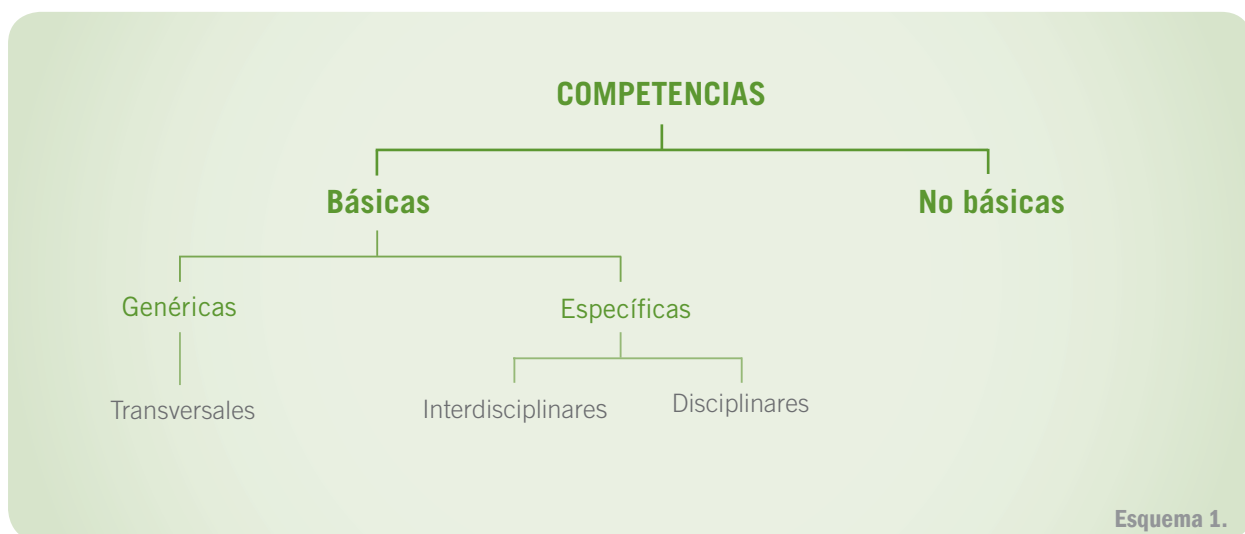 COMPETENCIAS
Básicas
No básicas
Genéricas
Específicas
Transversales
Interdisciplinares
Disciplinares
Esquema 1.